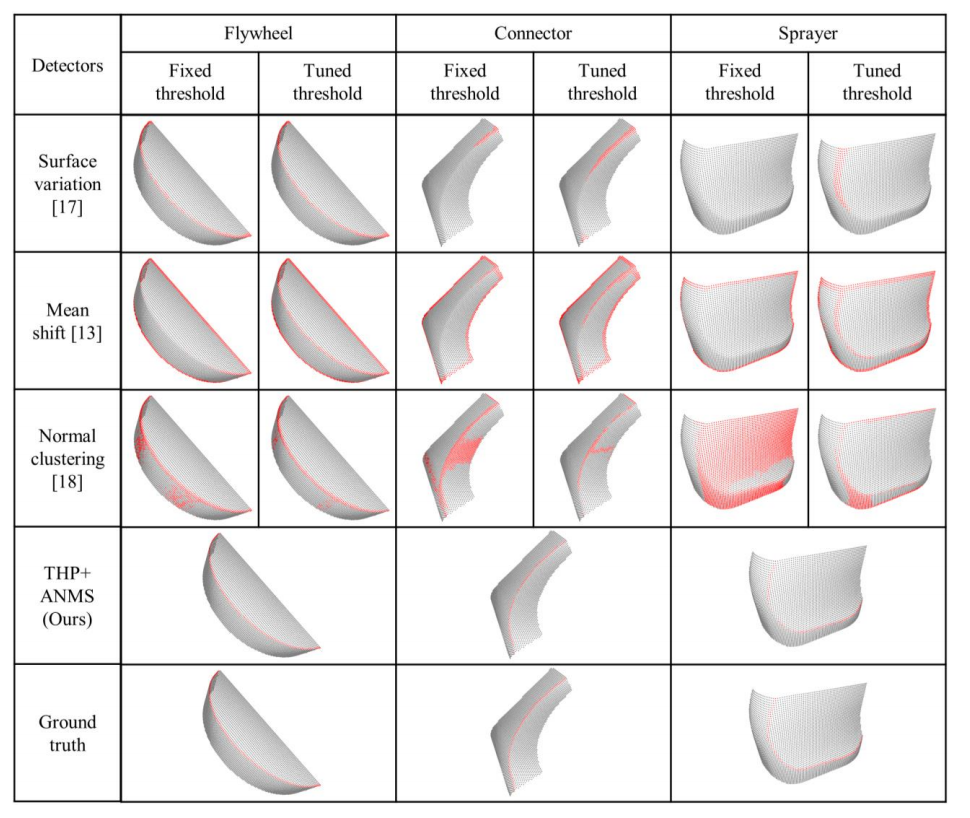 Detectors
Flywheel
Connector
Sprayer
Fixed
threshold
Tuned
threshold
Fixed
threshold
Tuned
threshold
Fixed
threshold
Tuned
threshold
Surface
variation
[17]
Mean
shift [13]
Normal
clustering
[18]
THP+
ANMS
(Ours)
Ground
truth